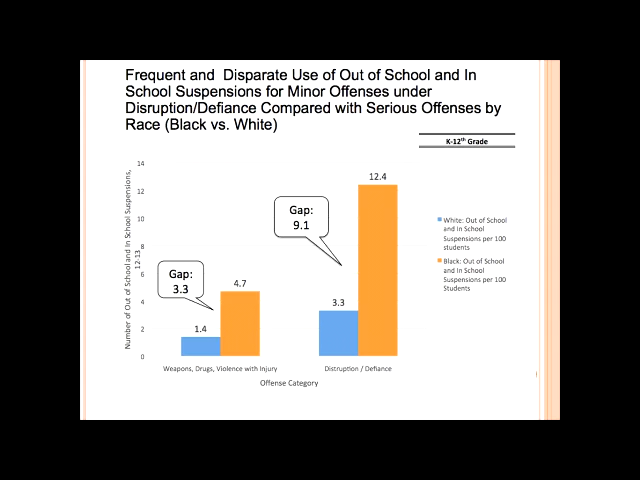 Frequent and  Disparate Use of Out of School and In
School Suspensions for Minor Offenses under
Disruption/Defiance Compared with Serious Offenses by
Race (Black vs. White)
K-12th Grade
Number of Out of School and In School Suspensions,
12-13
14
12
10
8
6
4
2
0
Gap:
3.3
Gap:
9.1
1.4
4.7
3.3
12.4
Weapons, Drugs, Violence with Injury
Distruption / Defiance
Offense Category
White: Out of School
and In School
Suspensions per 100
students
Black: Out of School
and In School
Suspensions per 100
Students